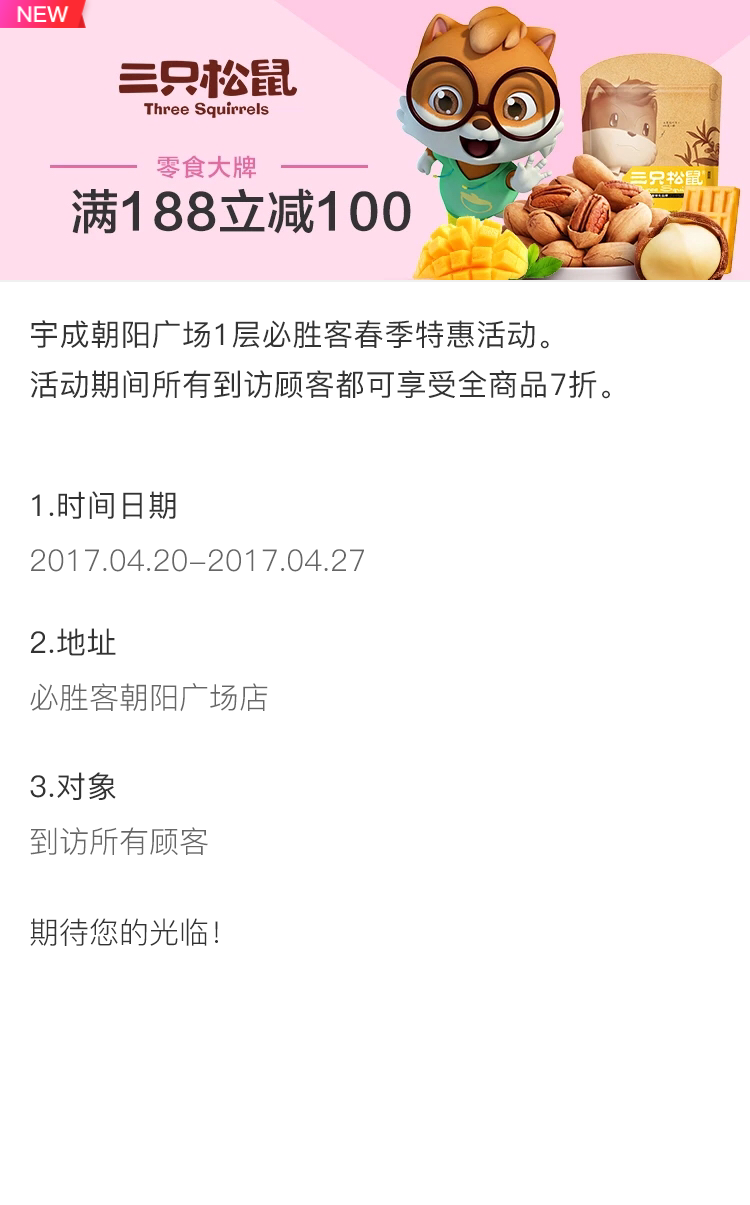 NEW
三只松鼠
Three Squirrels
零食大牌
满188立减100
三只松鼠
宇成朝阳广场1层必胜客春季特惠活动。
活动期间所有到访顾客都可享受全商品7折。
1.时间日期
2017.04.20-2017.04.27
2.地址
必胜客朝阳广场店
3.对象
到访所有顾客
期待您的光临!